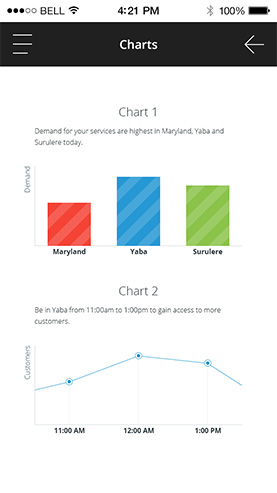 BELL 4:21 PM 100%
Charts
Chart 1
Demand for your services are highest in Maryland, Yaba and
Surulere today.
Demand
Maryland Yaba Surulere
Chart 2
Be in Yaba from 11:00am to 1:00pm to gain access to more
customers.
Customers
11:00 AM 12:00 AM 1:00 PM